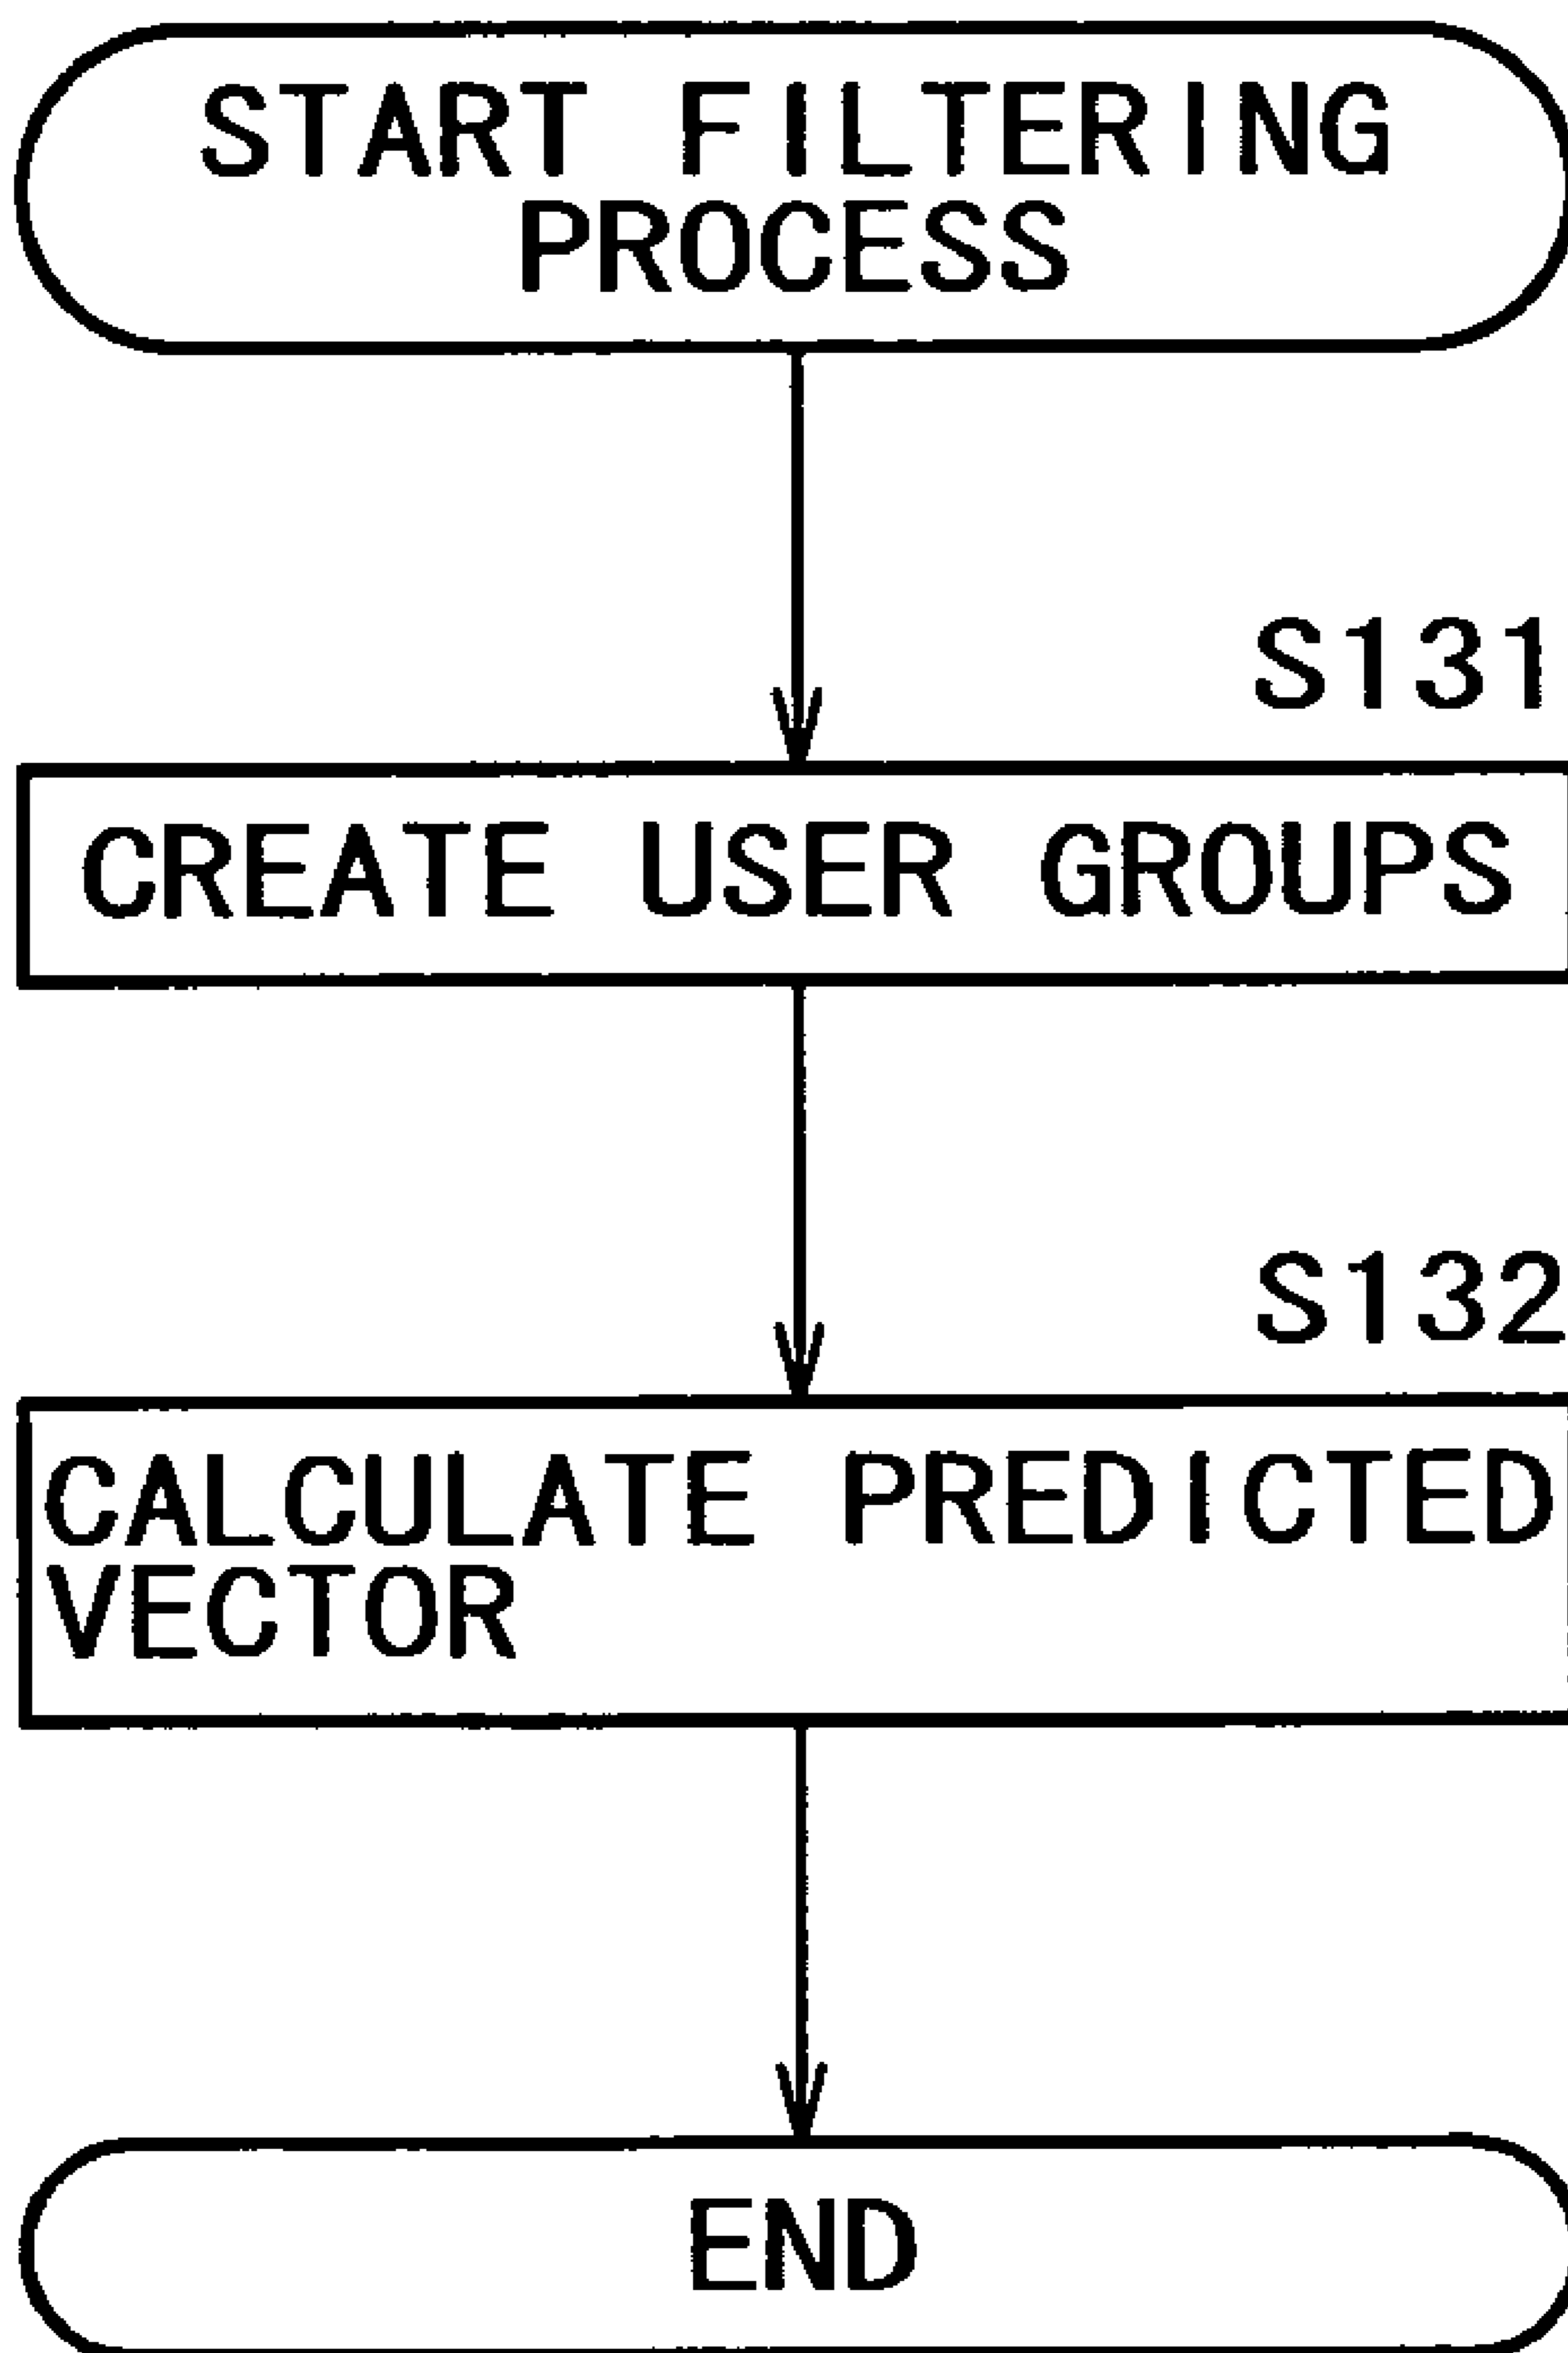 START FILTERING
PROCESS
S131
CREATE USER GROUPS
S132
CALCULATE PREDICTED
VECTOR
END